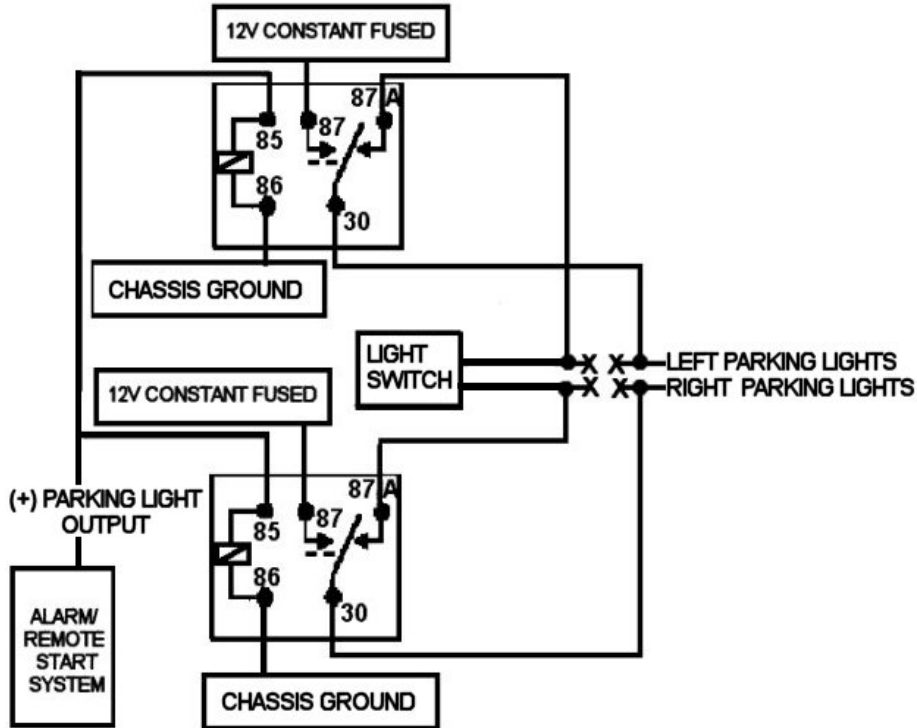 12V CONSTANT FUSED
87 A
87
85
86
30
CHASSIS GROUND
LIGHT
SWITCH
X X
LEFT PARKING LIGHTS
X X
RIGHT PARKING LIGHTS
12V CONSTANT FUSED
(+) PARKING LIGHT
OUTPUT
87 A
87
85
86
30
ALARM/
REMOTE
START
SYSTEM
CHASSIS GROUND